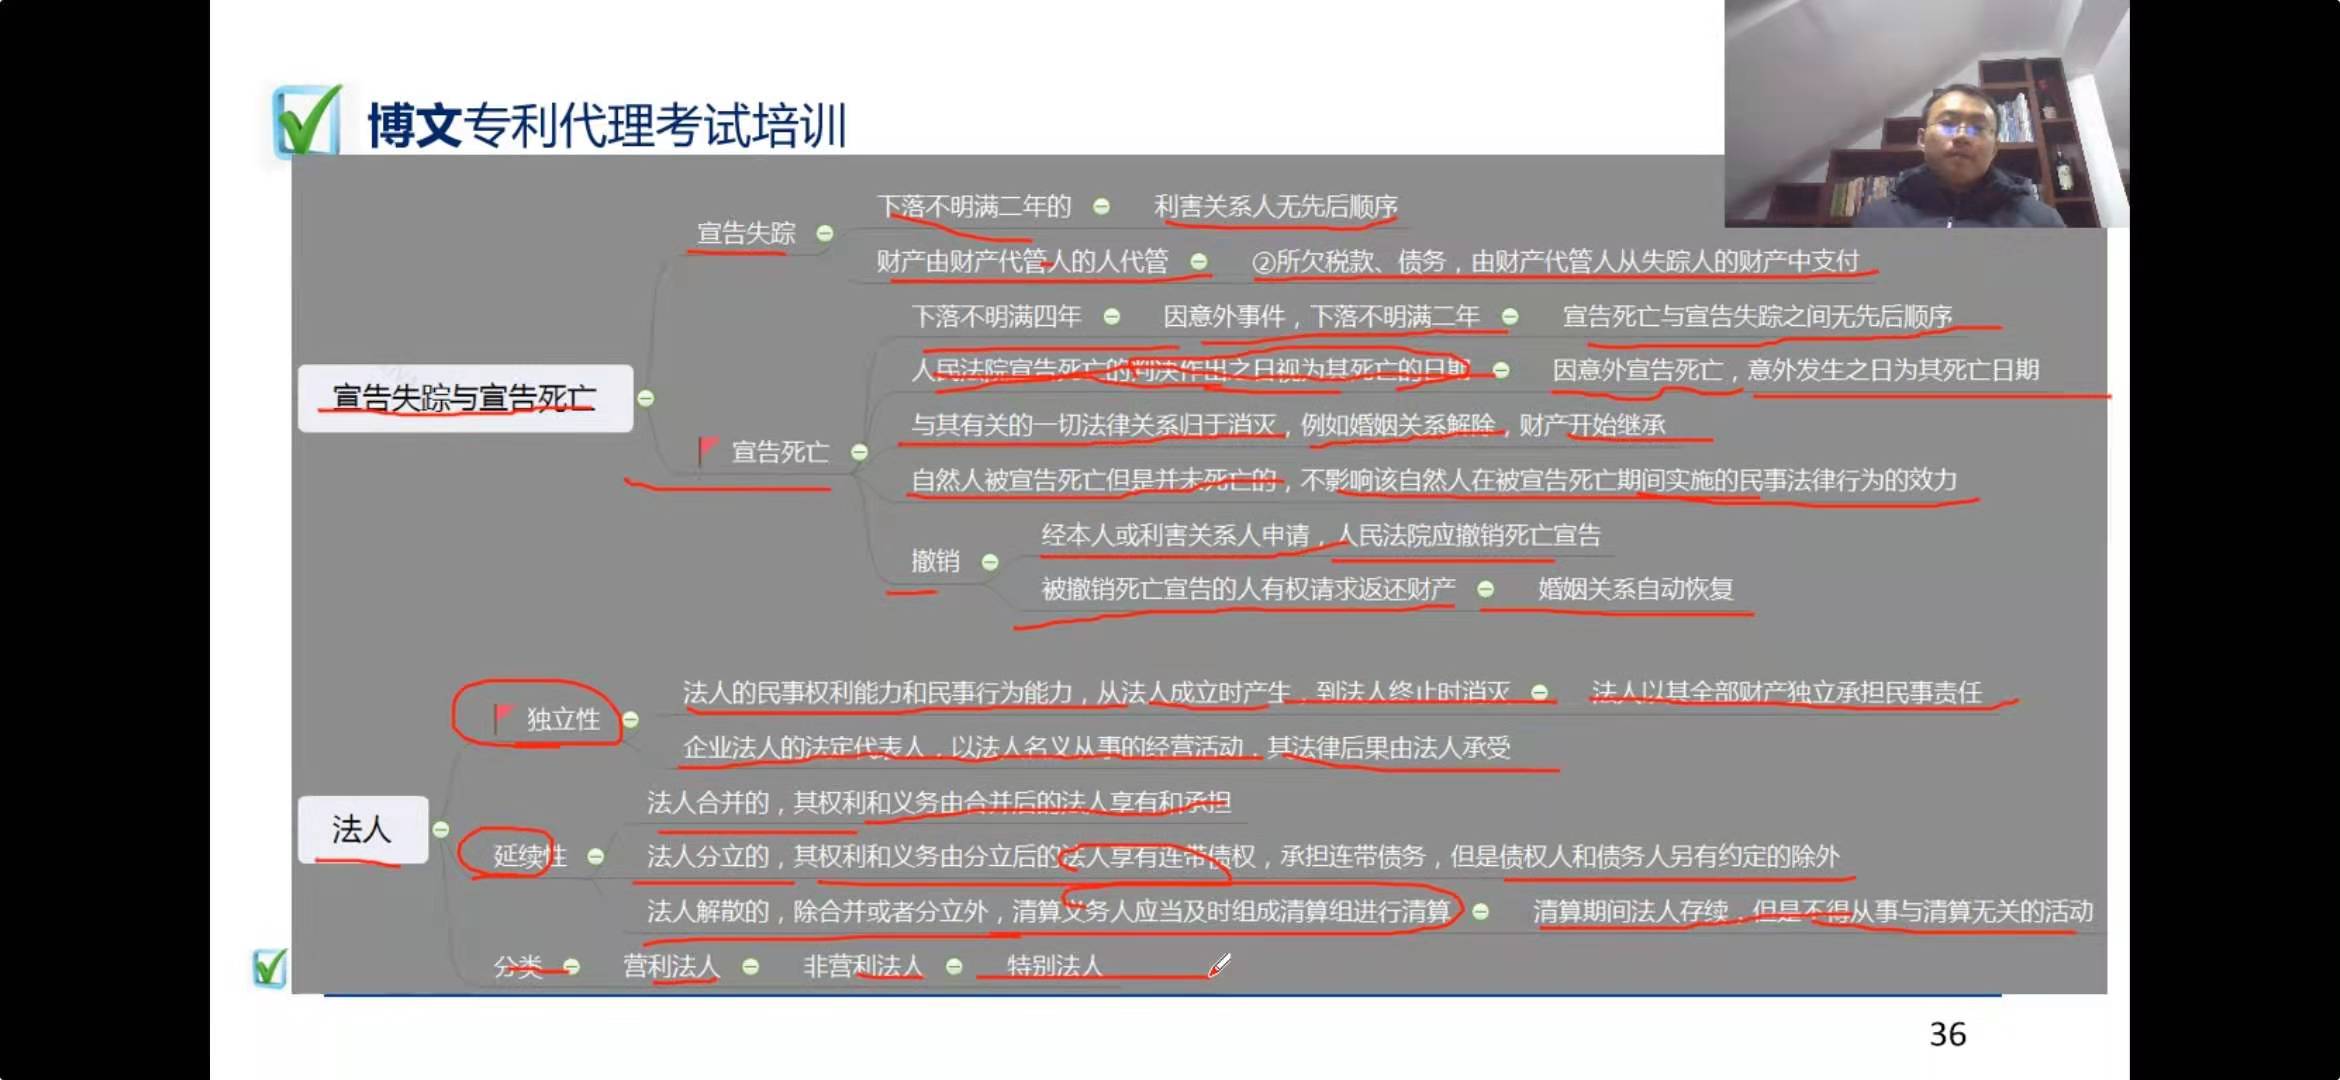 博文专利代理考试培训
宣告失踪与宣告死亡
宣告失踪
下落不明满二年的
利害关系人无先后顺序
财产由财产代管人的人代管
②所欠税款、债务，由财产代管人从失踪人的财产中支付
宣告死亡
下落不明满四年
因意外事件，下落不明满二年
宣告死亡与宣告失踪之间无先后顺序
人民法院宣告死亡的判决作出之日视为其死亡的日期
因意外宣告死亡，意外发生之日为其死亡日期
与其有关的一切法律关系归于消灭，例如婚姻关系解除，财产开始继承
自然人被宣告死亡但是并未死亡的，不影响该自然人在被宣告死亡期间实施的民事法律行为的效力
撤销
经本人或利害关系人申请，人民法院应撤销死亡宣告
被撤销死亡宣告的人有权请求返还财产
婚姻关系自动恢复
法人
独立性
法人的民事权利能力和民事行为能力，从法人成立时产生，到法人终止时消灭
法人以其全部财产独立承担民事责任
企业法人的法定代表人，以法人名义从事的经营活动，其法律后果由法人承受
延续性
法人合并的，其权利和义务由合并后的法人享有和承担
法人分立的，其权利和义务由分立后的法人享有连带债权，承担连带债务，但是债权人和债务人另有约定的除外
法人解散的，除合并或者分立外，清算义务人应当及时组成清算组进行清算
清算期间法人存续，但是不得从事与清算无关的活动
分类
营利法人
非营利法人
特别法人
36